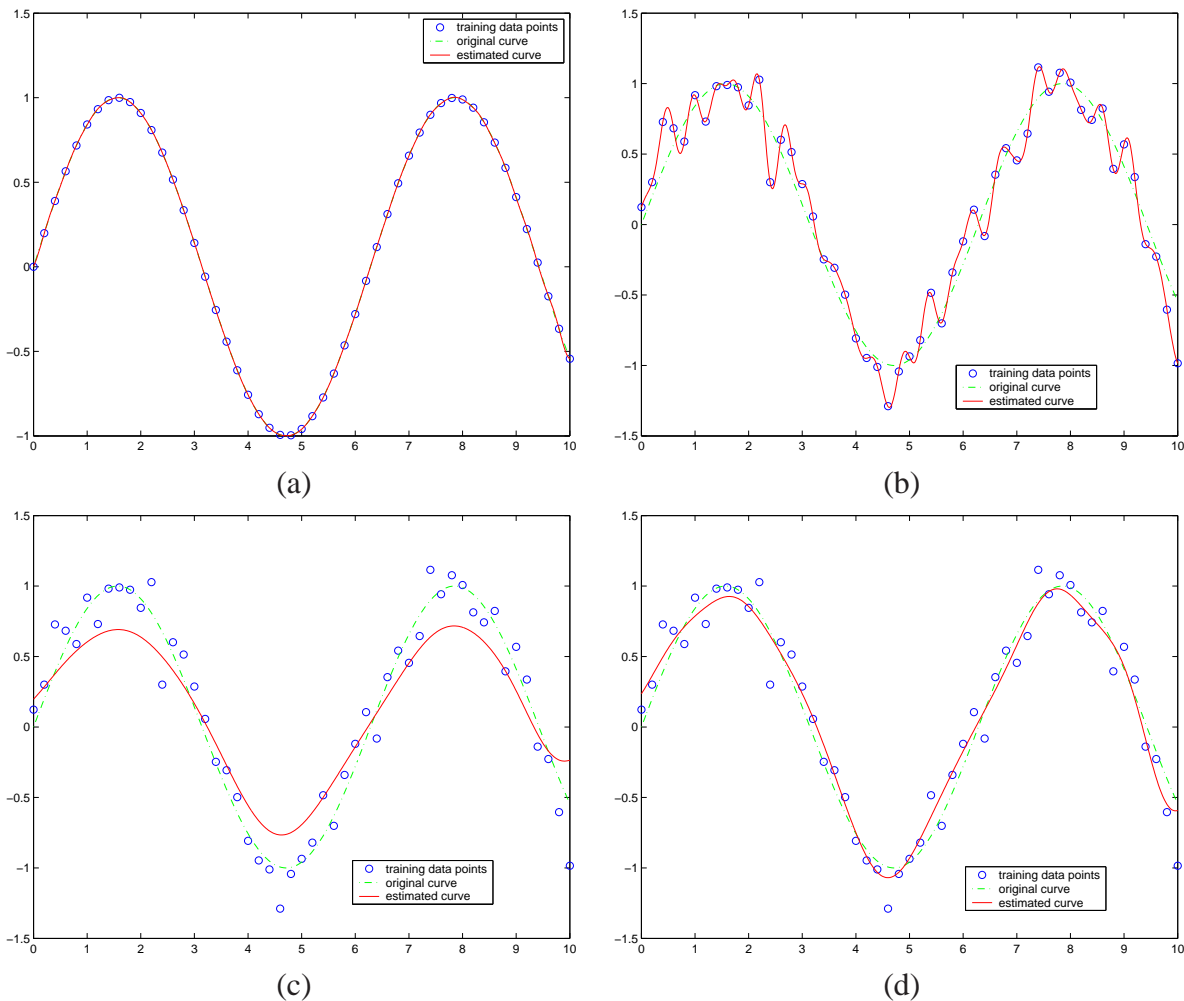 1.5
1
0.5
0
−0.5
−1
0 1 2 3 4 5 6 7 8 9 10
training data points
original curve
estimated curve
(a)
1.5
1
0.5
0
−0.5
−1
−1.5
0 1 2 3 4 5 6 7 8 9 10
training data points
original curve
estimated curve
(b)
1.5
1
0.5
0
−0.5
−1
−1.5
0 1 2 3 4 5 6 7 8 9 10
training data points
original curve
estimated curve
(c)
1.5
1
0.5
0
−0.5
−1
−1.5
0 1 2 3 4 5 6 7 8 9 10
training data points
original curve
estimated curve
(d)